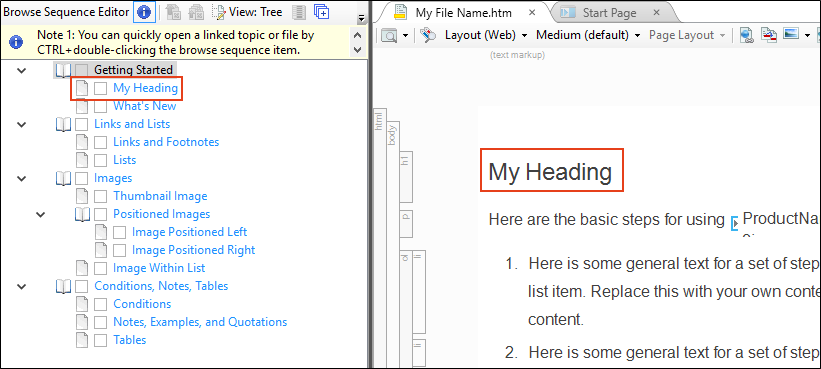 Browse Sequence Editor
View: Tree
Note 1: You can quickly open a linked topic or file by
CTRL+double-clicking the browse sequence item.
Getting Started
My Heading
What's New
Links and Lists
Links and Footnotes
Lists
Images
Thumbnail Image
Positioned Images
Image Positioned Left
Image Positioned Right
Image Within List
Conditions, Notes, Tables
Conditions
Notes, Examples, and Quotations
Tables
My File Name.htm
Start Page
Layout (Web)
Medium (default)
Page Layout
(text markup)
html
body
h1
p
ol
li
li
My Heading
Here are the basic steps for using ProductNa
1. Here is some general text for a set of step
list item. Replace this with your own conte
content.
2. Here is some general text for a set of step